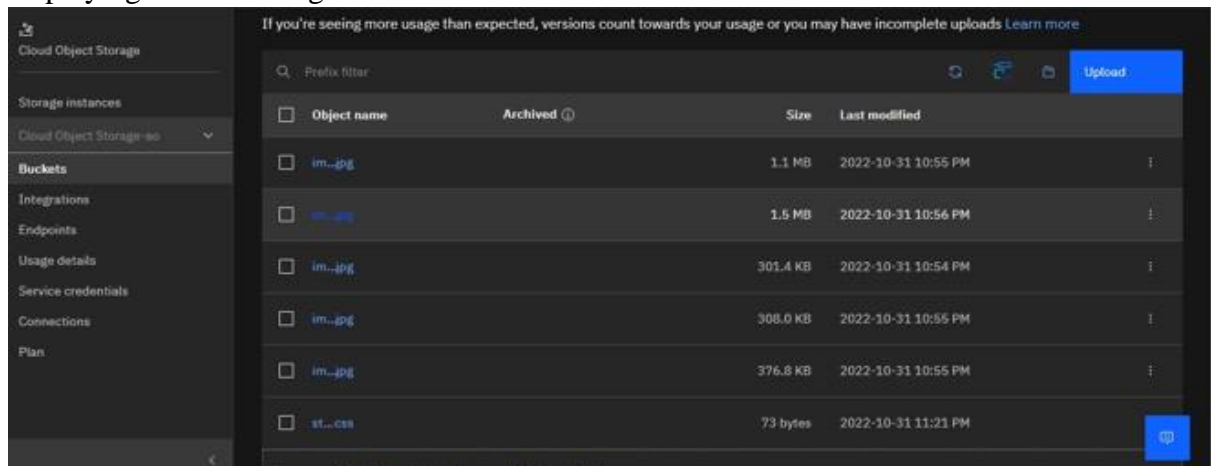 If you're seeing more usage than expected, versions count towards your usage or you may have incomplete uploads Learn more
Cloud Object Storage
Prefix filter
Upload
Storage instances
Object name Archived Size Last modified
Cloud Object Storage-ao
Buckets
im...jpg 1.1 MB 2022-10-31 10:55 PM
Integrations
1.5 MB 2022-10-31 10:56 PM
Endpoints
Usage details
im...jpg 301.4 KB 2022-10-31 10:54 PM
Service credentials
Connections
im...jpg 308.0 KB 2022-10-31 10:55 PM
Plan
im...jpg 376.8 KB 2022-10-31 10:55 PM
st...css 73 bytes 2022-10-31 11:21 PM